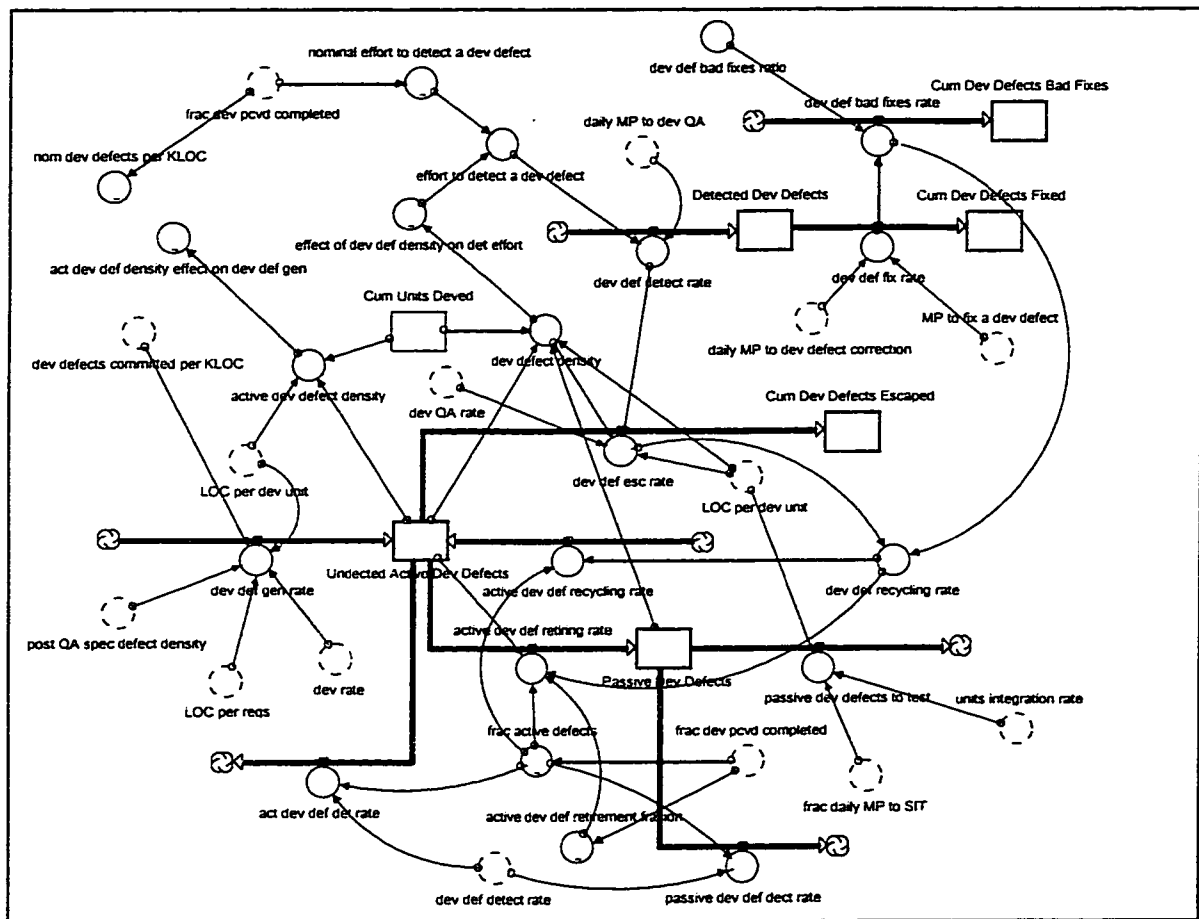 nominal effort to detect a dev defect
dev def bad fixes ratio
Cum Dev Defects Bad Fixes
dev def bad fixes rate
frac dev pcvd completed
daily MP to dev QA
nom dev defects per KLOC
effort to detect a dev defect
Detected Dev Defects
Cum Dev Defects Fixed
effect of dev def density on det effort
act dev def density effect on dev def gen
dev def detect rate
dev def fix rate
Cum Units Deved
MP to fix a dev defect
daily MP to dev defect correction
dev defects committed per KLOC
dev defect density
active dev defect density
Cum Dev Defects Escaped
dev QA rate
LOC per dev unit
dev def esc rate
LOC per dev unit
Undected Active Dev Defects
dev def gen rate
active dev def recycling rate
dev def recycling rate
post QA spec defect density
active dev def retiring rate
dev rate
Passive Dev Defects
passive dev defects to test
units integration rate
LOC per reqs
frac active defects
frac dev pcvd completed
act dev def det rate
frac daily MP to SIT
active dev def retirement fration
dev def detect rate
passive dev def dect rate